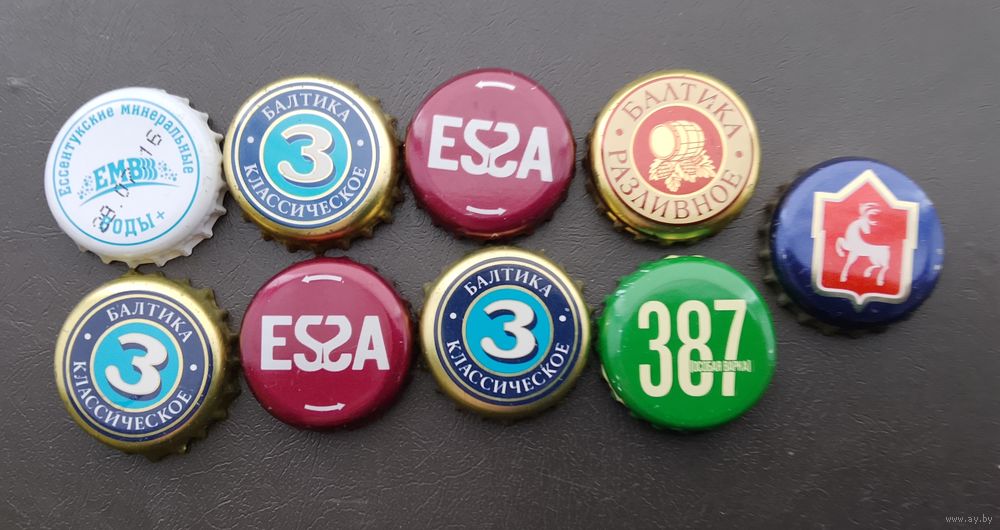 Ессентукские минеральные
ЕМВ
воды+
БАЛТИКА
3
КЛАССИЧЕСКОЕ
ESSA
БАЛТИКА
РАЗЛИВНОЕ
БАЛТИКА
3
КЛАССИЧЕСКОЕ
ESSA
БАЛТИКА
3
КЛАССИЧЕСКОЕ
387
[ОСОБАЯ ВАРКА]
www.ay.by